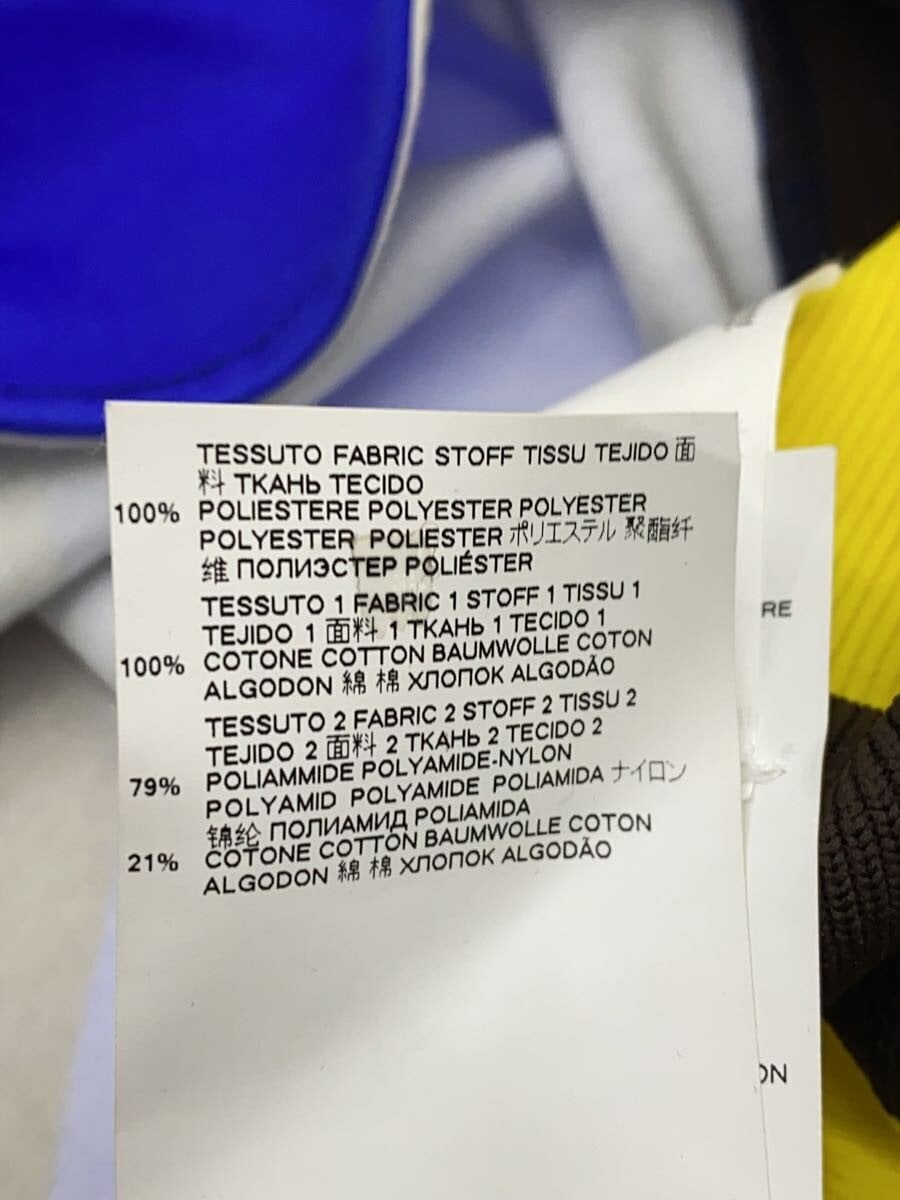 TESSUTO FABRIC STOFF TISSU TEJIDO 面
料 ТКАНЬ TECIDO
100% POLIESTERE POLYESTER POLYESTER
POLYESTER POLIESTER ポリエステル 聚酯纤
维 ПОЛИЭСТЕР POLIÉSTER
TESSUTO 1 FABRIC 1 STOFF 1 TISSU 1
TEJIDO 1 面料 1 ТКАНЬ 1 TECIDO 1
100% COTONE COTTON BAUMWOLLE COTON
ALGODON 綿 棉 ХЛОПОК ALGODÃO
TESSUTO 2 FABRIC 2 STOFF 2 TISSU 2
TEJIDO 2 面料 2 ТКАНЬ 2 TECIDO 2
79% POLIAMMIDE POLYAMIDE-NYLON
POLYAMID POLYAMIDE POLIAMIDA ナイロン
锦纶 ПОЛИАМИД POLIAMIDA
21% COTONE COTTON BAUMWOLLE COTON
ALGODON 綿 棉 ХЛОПОК ALGODÃO
RE